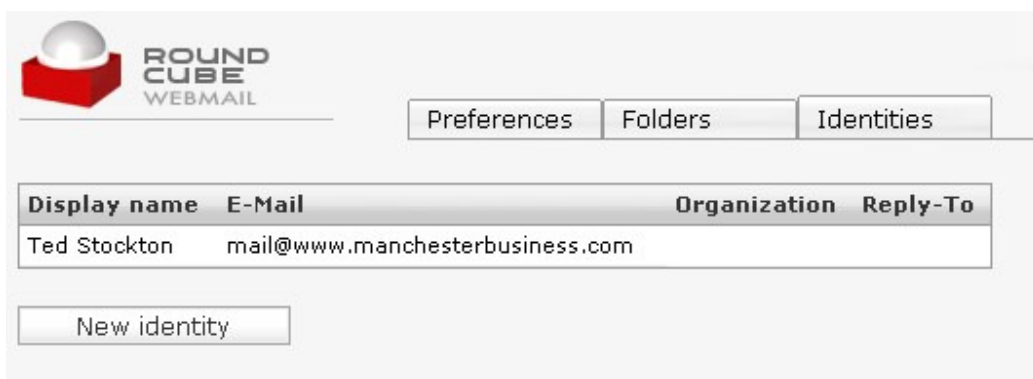 ROUND
CUBE
WEBMAIL
Preferences Folders Identities
Display name E-Mail Organization Reply-To
Ted Stockton mail@www.manchesterbusiness.com
New identity